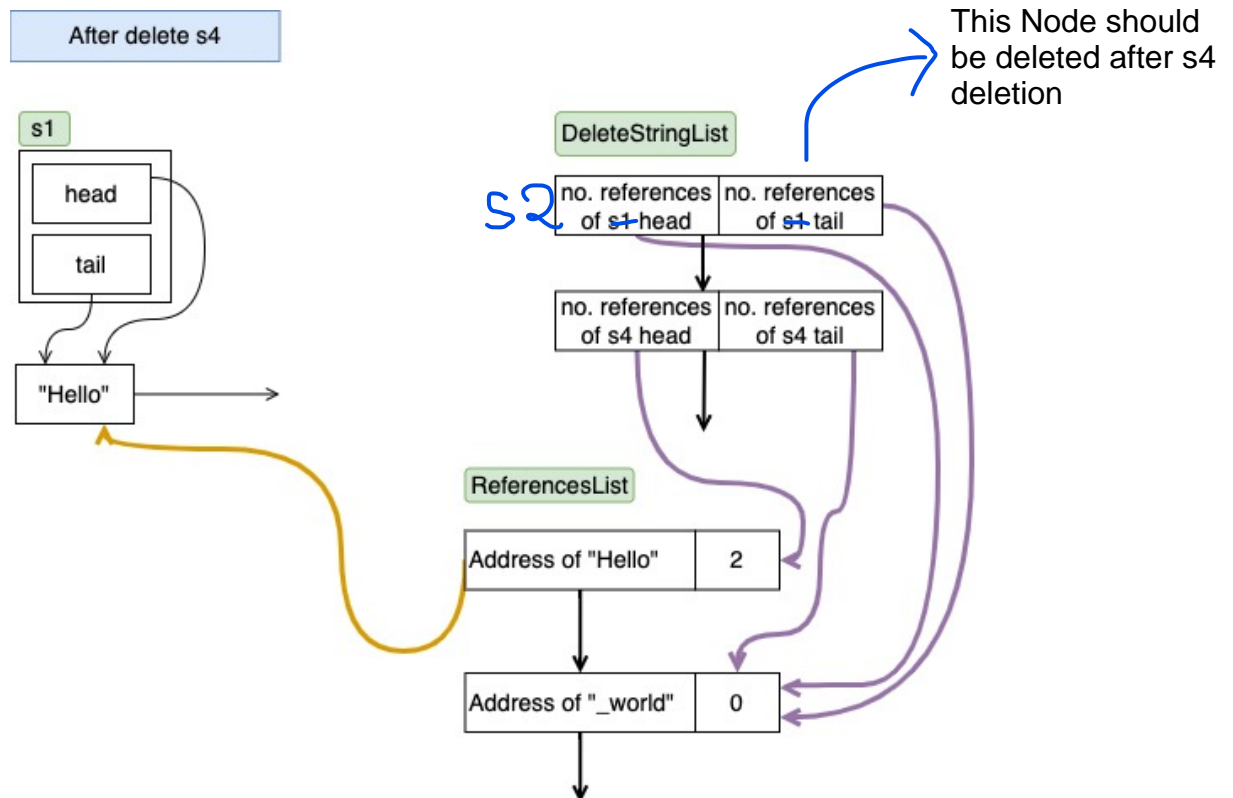 After delete s4
This Node should
be deleted after s4
deletion
s1
head
tail
"Hello"
DeleteStringList
s2
no. references
of s1 head
no. references
of s1 tail
no. references
of s4 head
no. references
of s4 tail
ReferencesList
Address of "Hello"
2
Address of "_world"
0